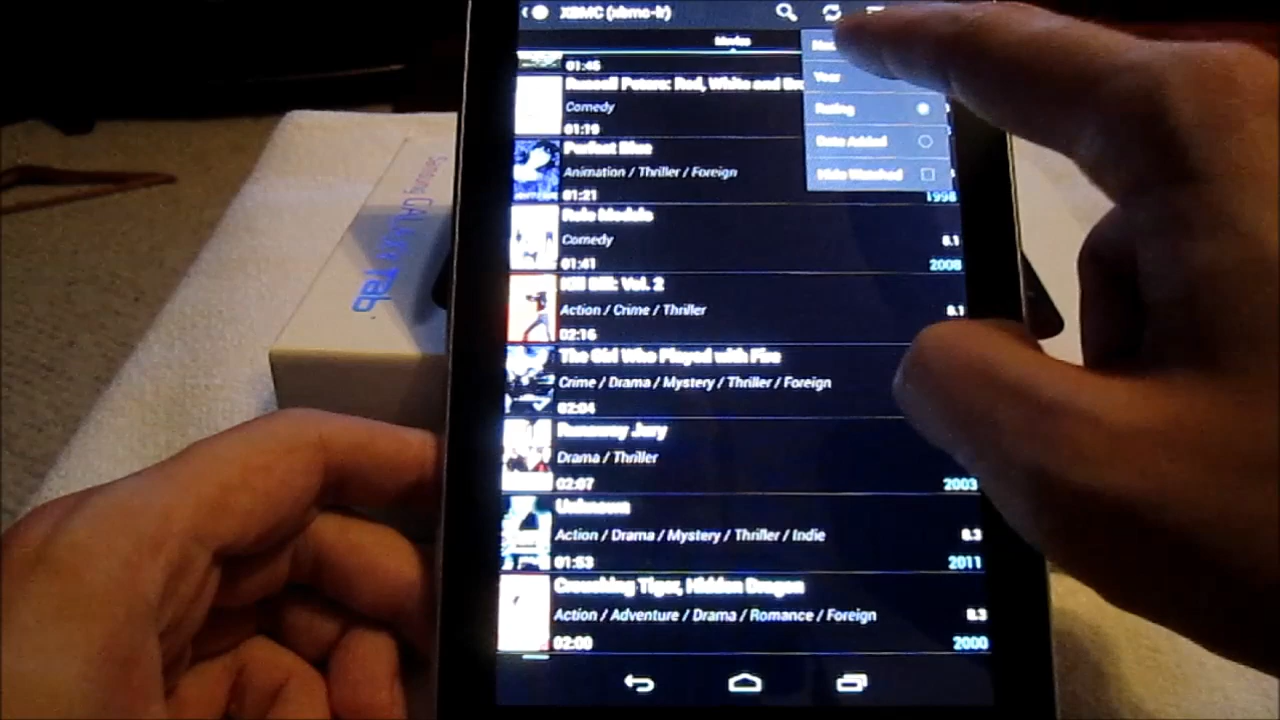 XBMC (xbmc-lr)
Movies
01:45
Russell Peters: Red, White and
Comedy
01:19
Year
Rating
Date Added
Hide Watched
Perfect Blue
Animation / Thriller / Foreign
01:21
1998
Role Models
Comedy
8.1
01:41
2008
Kill Bill: Vol. 2
Action / Crime / Thriller
8.1
02:16
The Girl Who Played with Fire
Crime / Drama / Mystery / Thriller / Foreign
02:04
Runaway Jury
Drama / Thriller
02:07
2003
Unknown
Action / Drama / Mystery / Thriller / Indie
8.3
01:53
2011
Crouching Tiger, Hidden Dragon
Action / Adventure / Drama / Romance / Foreign
8.3
02:00
2000
Samsung GALAXY Tab